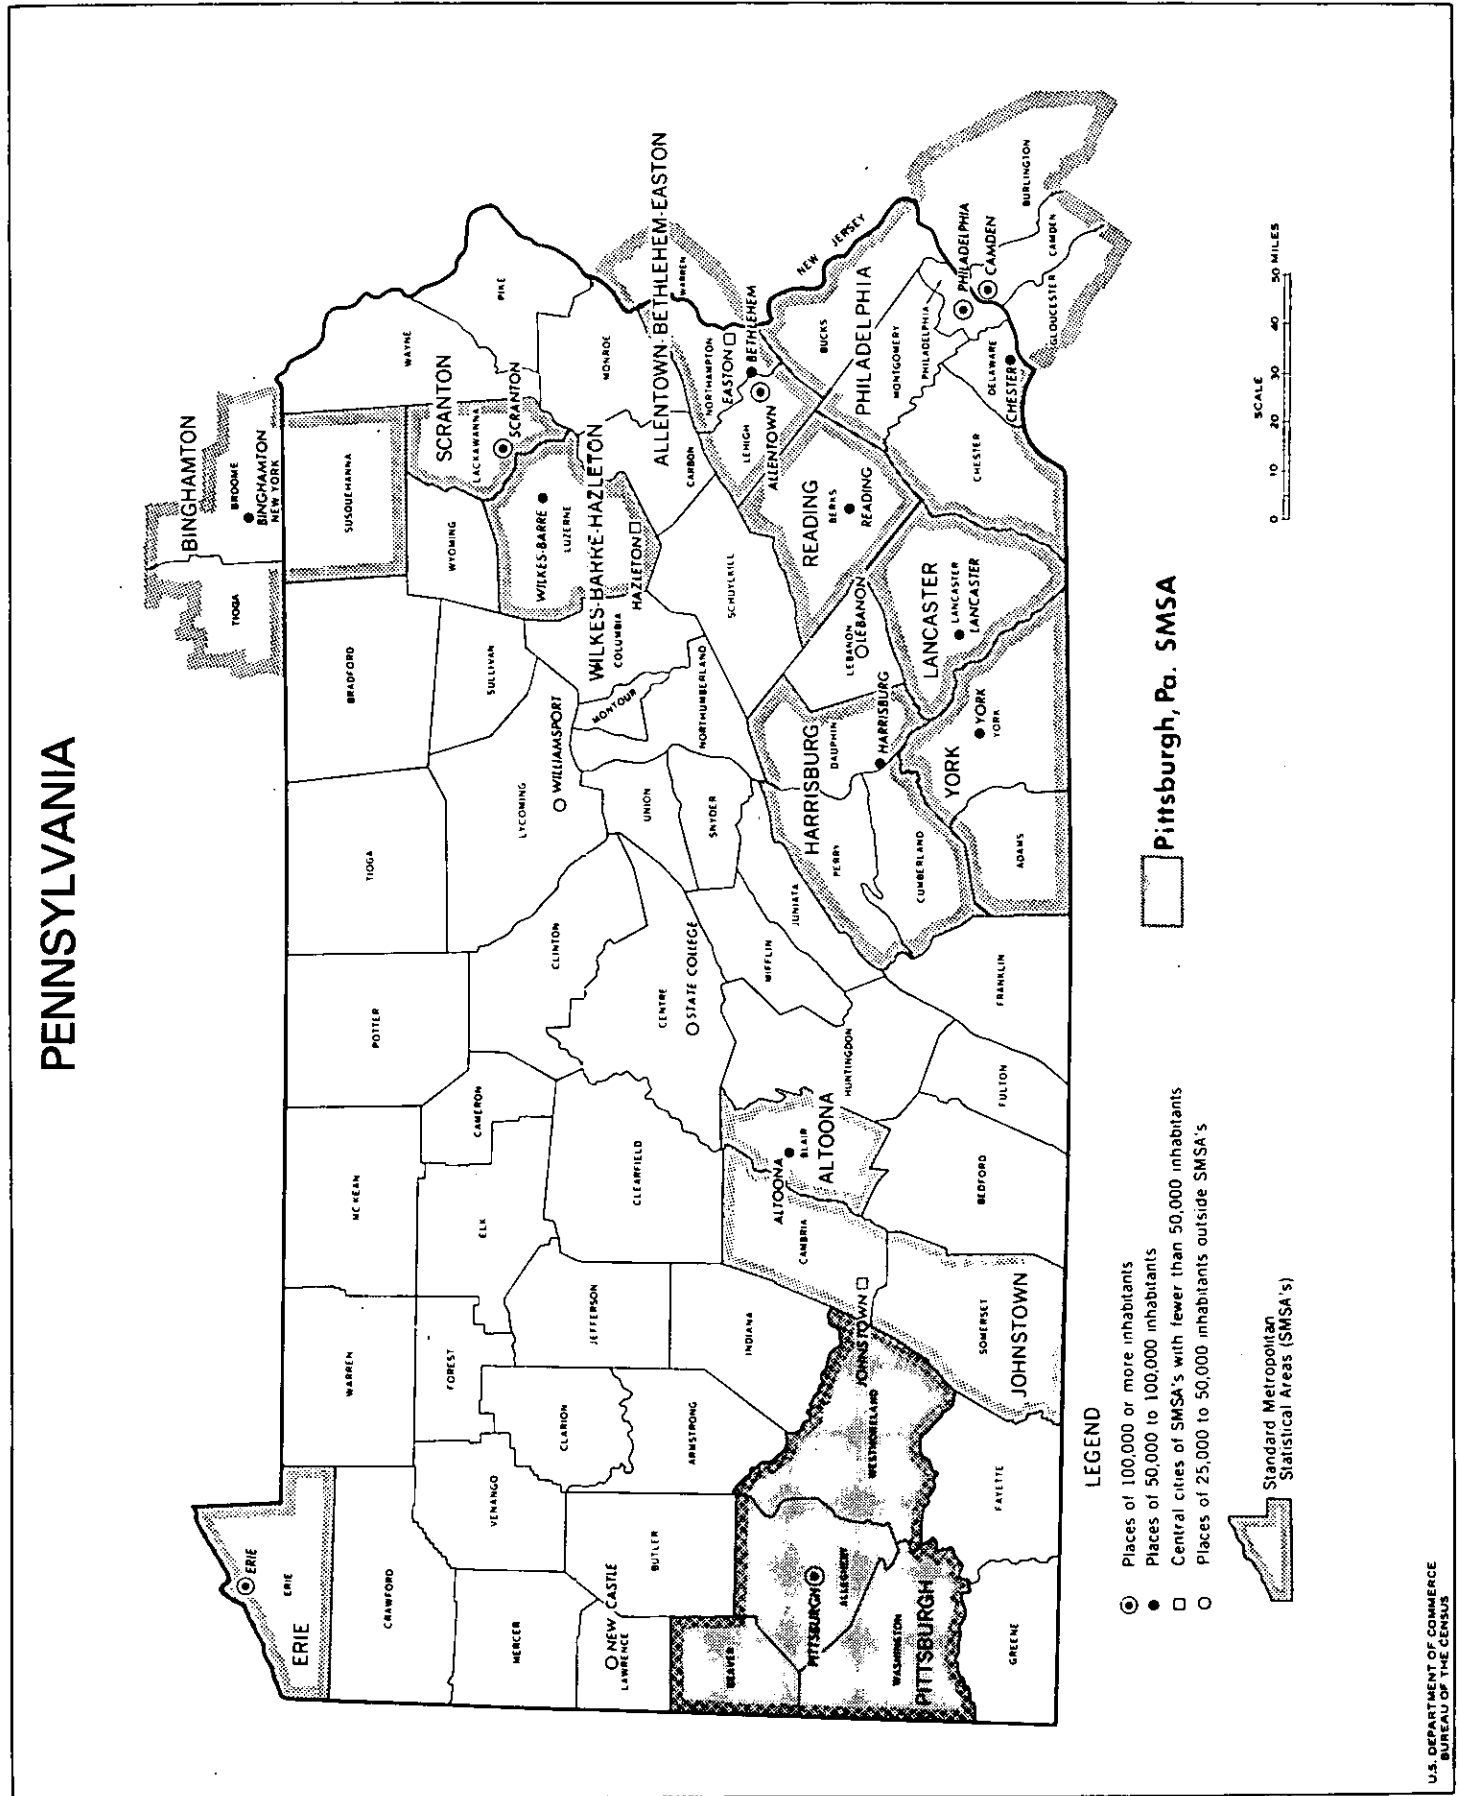 PENNSYLVANIA
BINGHAMTON
TIOGA
BROOME
BINGHAMTON
NEW YORK
ERIE
ERIE
ERIE
CRAWFORD
WARREN
MC KEAN
POTTER
TIOGA
BRADFORD
SUSQUEHANNA
WAYNE
PIKE
WYOMING
SCRANTON
LACKAWANNA
SCRANTON
MERCER
VENANGO
FOREST
ELK
CAMERON
CLINTON
LYCOMING
WILLIAMSPORT
SULLIVAN
WILKES-BARRE
LUZERNE
WILKES-BARRE-HAZLETON
HAZLETON
COLUMBIA
MONROE
NEW CASTLE
LAWRENCE
BUTLER
CLARION
ARMSTRONG
JEFFERSON
INDIANA
CLEARFIELD
CENTRE
STATE COLLEGE
UNION
SNYDER
MONTOUR
NORTHUMBERLAND
SCHUYLKILL
CARBON
ALLENTOWN-BETHLEHEM-EASTON
WARREN
NORTHAMPTON
EASTON
BETHLEHEM
LEHIGH
ALLENTOWN
NEW JERSEY
BEAVER
PITTSBURGH
ALLEGHENY
WASHINGTON
PITTSBURGH
WESTMORELAND
JOHNSTOWN
CAMBRIA
ALTOONA
BLAIR
ALTOONA
HUNTINGDON
MIFFLIN
JUNIATA
PERRY
HARRISBURG
DAUPHIN
HARRISBURG
CUMBERLAND
LEBANON
LEBANON
READING
BERKS
READING
BUCKS
PHILADELPHIA
MONTGOMERY
PHILADELPHIA
PHILADELPHIA
CAMDEN
BURLINGTON
CAMDEN
GLOUCESTER
DELAWARE
CHESTER
CHESTER
LANCASTER
LANCASTER
LANCASTER
YORK
YORK
YORK
ADAMS
FRANKLIN
FULTON
BEDFORD
SOMERSET
JOHNSTOWN
FAYETTE
GREENE
LEGEND
Places of 100,000 or more inhabitants
Places of 50,000 to 100,000 inhabitants
Central cities of SMSA's with fewer than 50,000 inhabitants
Places of 25,000 to 50,000 inhabitants outside SMSA's
Standard Metropolitan
Statistical Areas (SMSA's)
Pittsburgh, Pa. SMSA
SCALE
0 10 20 30 40 50 MILES
U.S. DEPARTMENT OF COMMERCE
BUREAU OF THE CENSUS